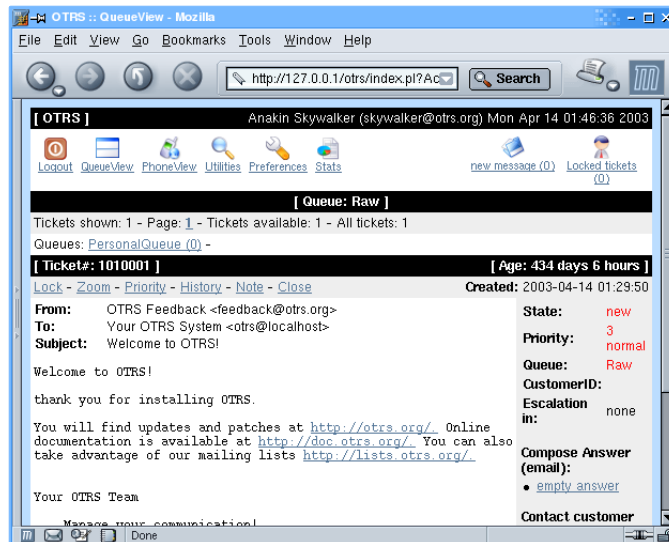 OTRS :: QueueView - Mozilla
File Edit View Go Bookmarks Tools Window Help
http://127.0.0.1/otrs/index.pl?Ac Search
[ OTRS ] Anakin Skywalker (skywalker@otrs.org) Mon Apr 14 01:46:36 2003
Logout QueueView PhoneView Utilities Preferences Stats new message (0) Locked tickets
(0)
[ Queue: Raw ]
Tickets shown: 1 - Page: 1 - Tickets available: 1 - All tickets: 1
Queues: PersonalQueue (0) -
[ Ticket#: 1010001 ] [ Age: 434 days 6 hours ]
Lock - Zoom - Priority - History - Note - Close Created: 2003-04-14 01:29:50
From: OTRS Feedback <feedback@otrs.org>
To: Your OTRS System <otrs@localhost>
Subject: Welcome to OTRS!
Welcome to OTRS!
thank you for installing OTRS.
You will find updates and patches at http://otrs.org/. Online
documentation is available at http://doc.otrs.org/. You can also
take advantage of our mailing lists http://lists.otrs.org/.
Your OTRS Team
Manage your communication!
State: new
Priority: 3
normal
Queue: Raw
CustomerID:
Escalation
in: none
Compose Answer
(email):
• empty answer
Contact customer
Done